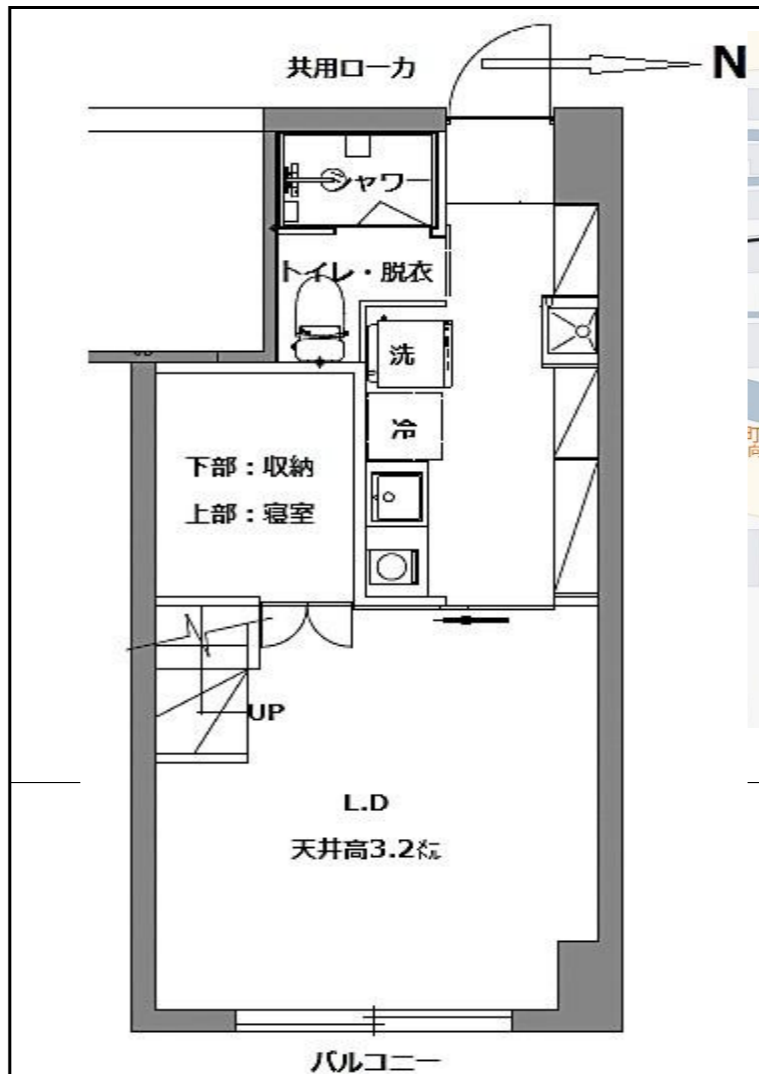 共用ローカ
N
シャワー
トイレ・脱衣
洗
冷
下部：収納
上部：寝室
UP
L.D
天井高3.2㍍
バルコニー